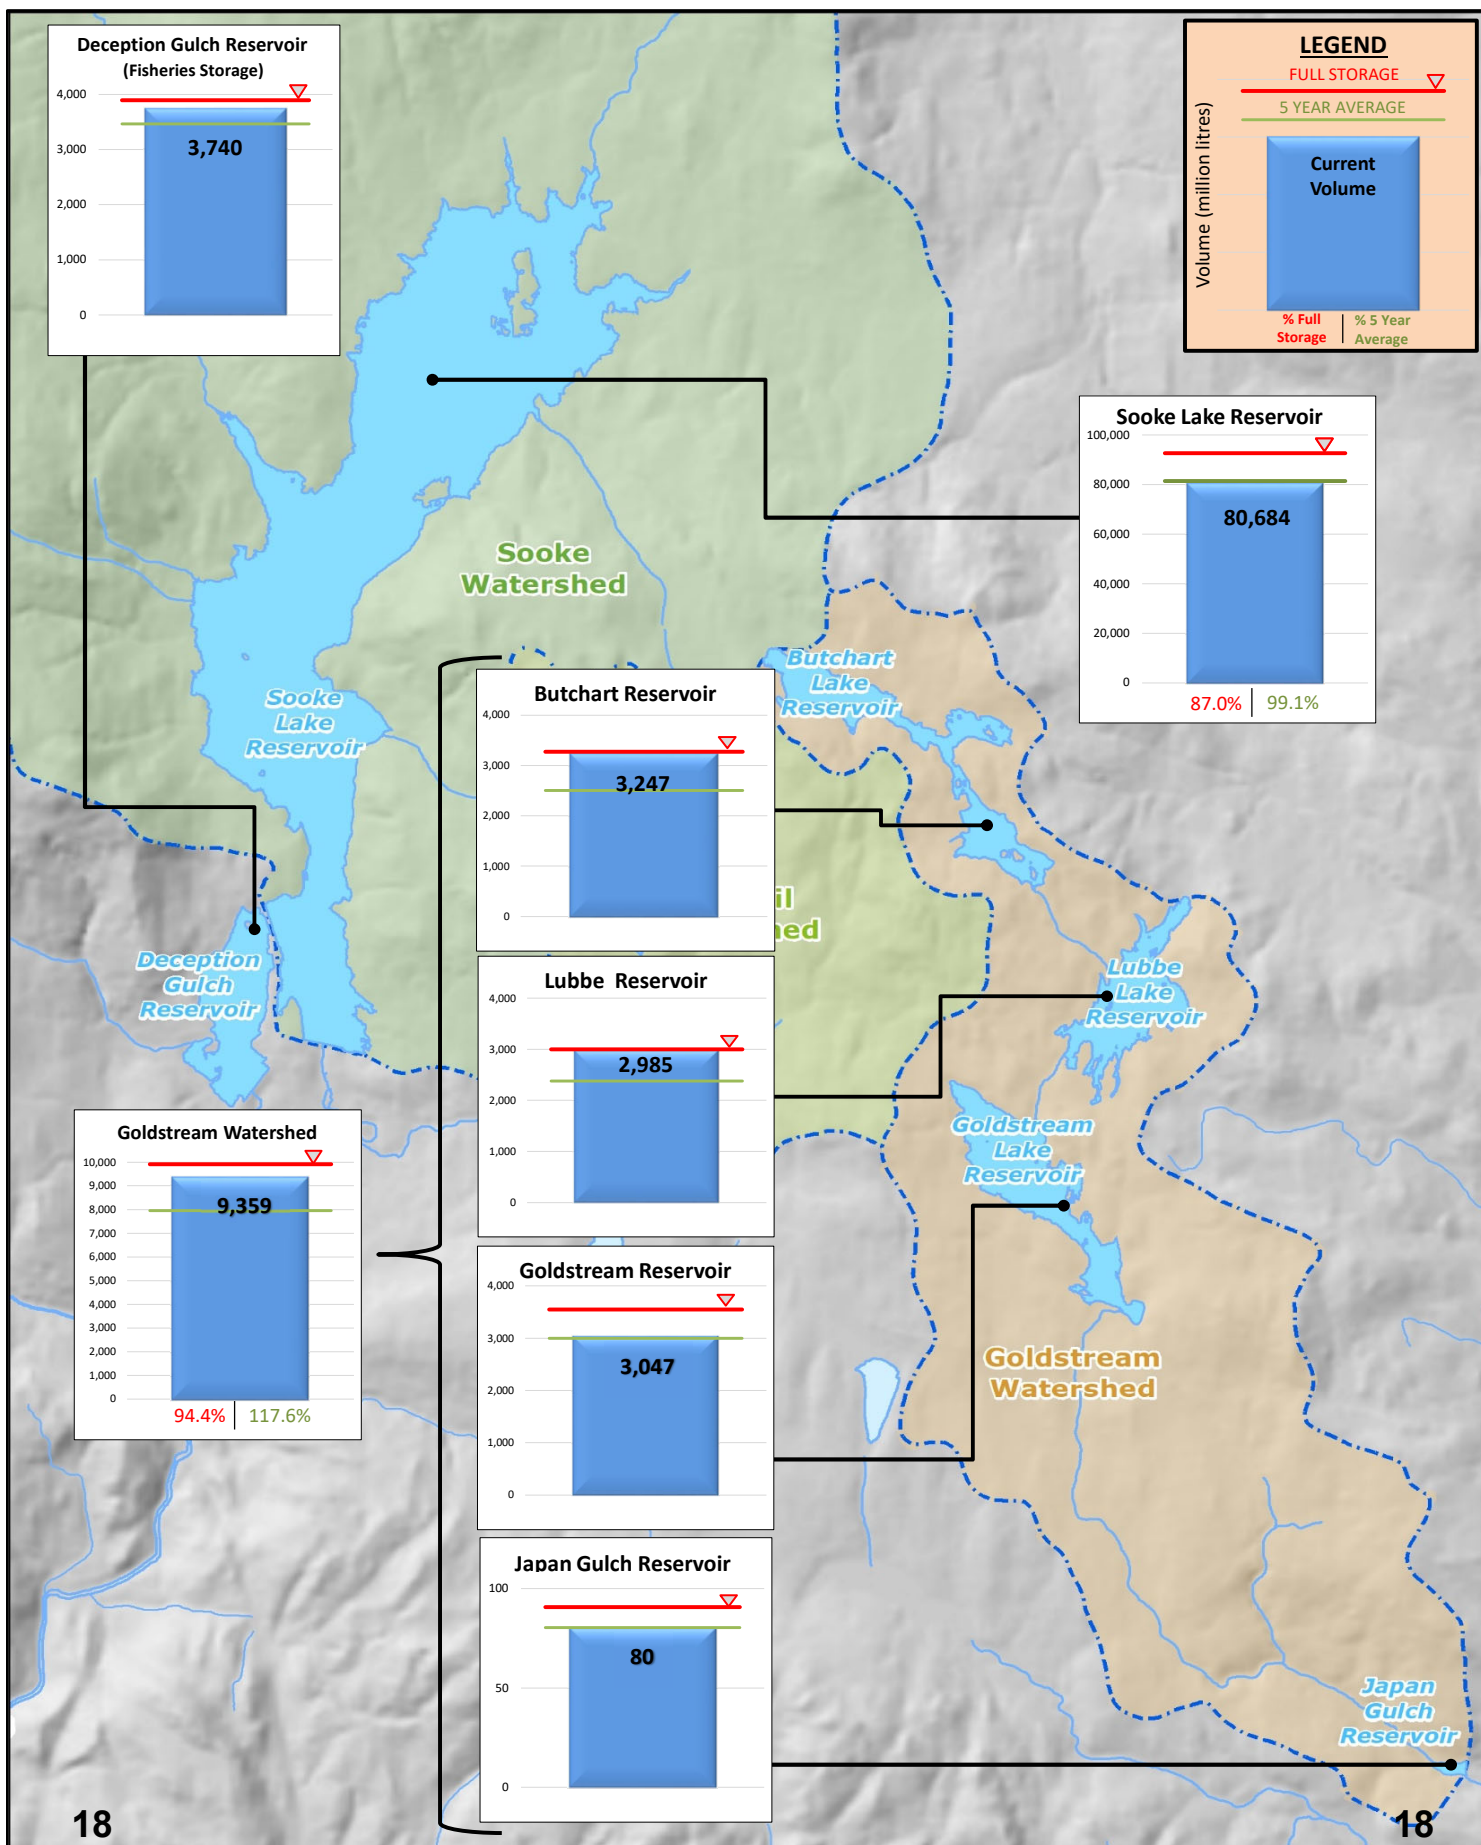 Deception Gulch Reservoir
(Fisheries Storage)
4,000
3,000
2,000
1,000
0
3,740
LEGEND
FULL STORAGE
5 YEAR AVERAGE
Volume (million litres)
Current
Volume
% Full
Storage
% 5 Year
Average
Sooke Lake Reservoir
100,000
80,000
60,000
40,000
20,000
0
80,684
87.0%
99.1%
Sooke
Watershed
Butchart
Lake
Reservoir
Sooke
Lake
Reservoir
Butchart Reservoir
4,000
3,000
2,000
1,000
0
3,247
il
ned
Deception
Gulch
Reservoir
Lubbe Reservoir
4,000
3,000
2,000
1,000
0
2,985
Lubbe
Lake
Reservoir
Goldstream
Lake
Reservoir
Goldstream Watershed
10,000
9,000
8,000
7,000
6,000
5,000
4,000
3,000
2,000
1,000
0
9,359
94.4%
117.6%
Goldstream Reservoir
4,000
3,000
2,000
1,000
0
3,047
Goldstream
Watershed
Japan Gulch Reservoir
100
50
0
80
Japan
Gulch
Reservoir
18
18